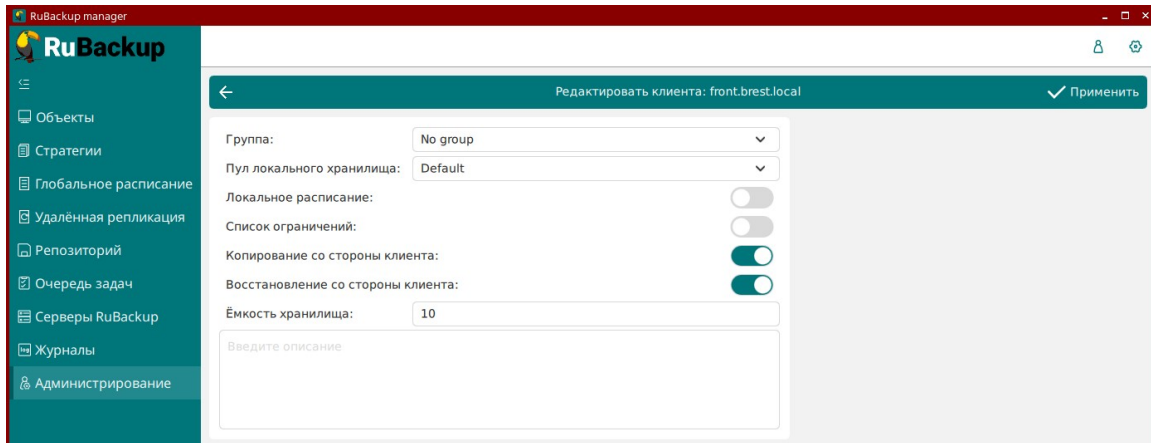 RuBackup manager
RuBackup
Объекты
Стратегии
Глобальное расписание
Удалённая репликация
Репозиторий
Очередь задач
Серверы RuBackup
Журналы
Администрирование
Редактировать клиента: front.brest.local
Применить
Группа: No group
Пул локального хранилища: Default
Локальное расписание:
Список ограничений:
Копирование со стороны клиента:
Восстановление со стороны клиента:
Ёмкость хранилища: 10
Введите описание